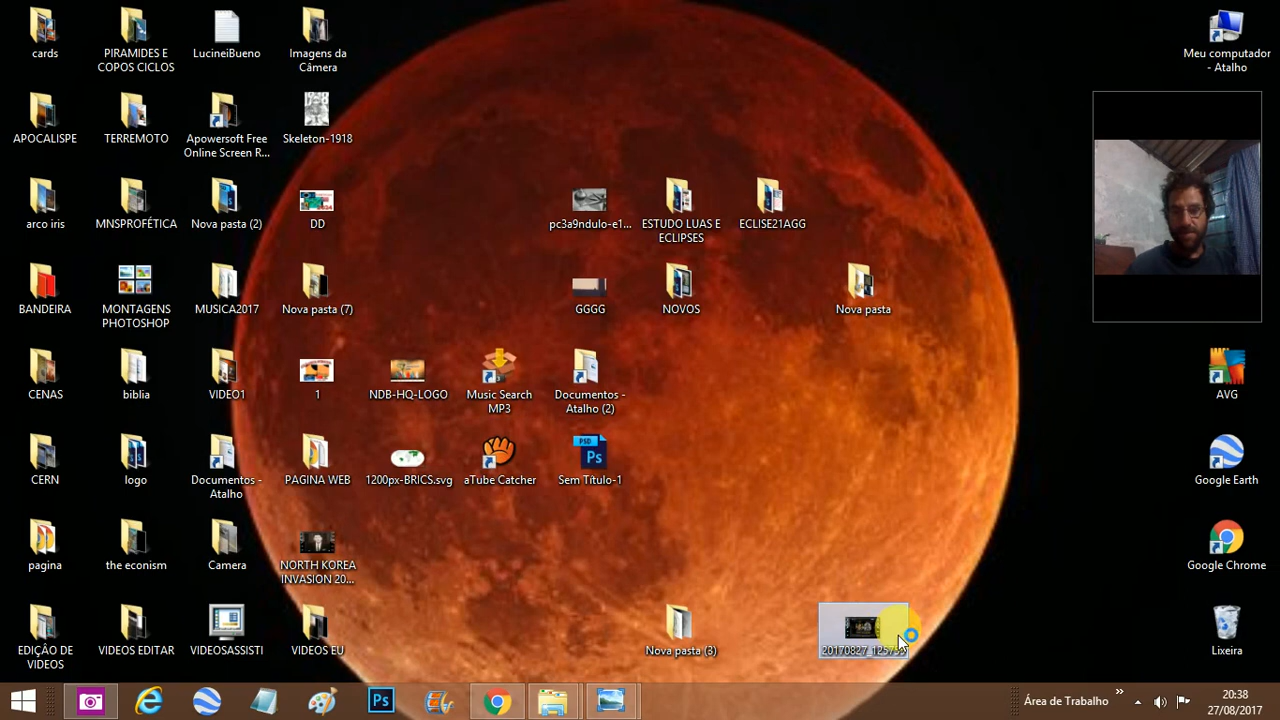 cards
PIRAMIDES E
COPOS CICLOS
LucineiBueno
Imagens da
Câmera
Meu computador
- Atalho
APOCALISPE
TERREMOTO
Apowersoft Free
Online Screen R...
Skeleton-1918
arco iris
MNSPROFÉTICA
Nova pasta (2)
DD
pc3a9ndulo-e1...
ESTUDO LUAS E
ECLIPSES
ECLISE21AGG
BANDEIRA
MONTAGENS
PHOTOSHOP
MUSICA2017
Nova pasta (7)
GGGG
NOVOS
Nova pasta
CENAS
biblia
VIDEO1
1
NDB-HQ-LOGO
Music Search
MP3
Documentos -
Atalho (2)
AVG
CERN
logo
Documentos -
Atalho
PAGINA WEB
1200px-BRICS.svg
aTube Catcher
PSD
Ps
Sem Título-1
Google Earth
pagina
the econism
Camera
NORTH KOREA
INVASION 20...
Google Chrome
EDIÇÃO DE
VIDEOS
VIDEOS EDITAR
VIDEOSASSISTI
VIDEOS EU
Nova pasta (3)
Lixeira
Ps
Área de Trabalho
20:38
27/08/2017